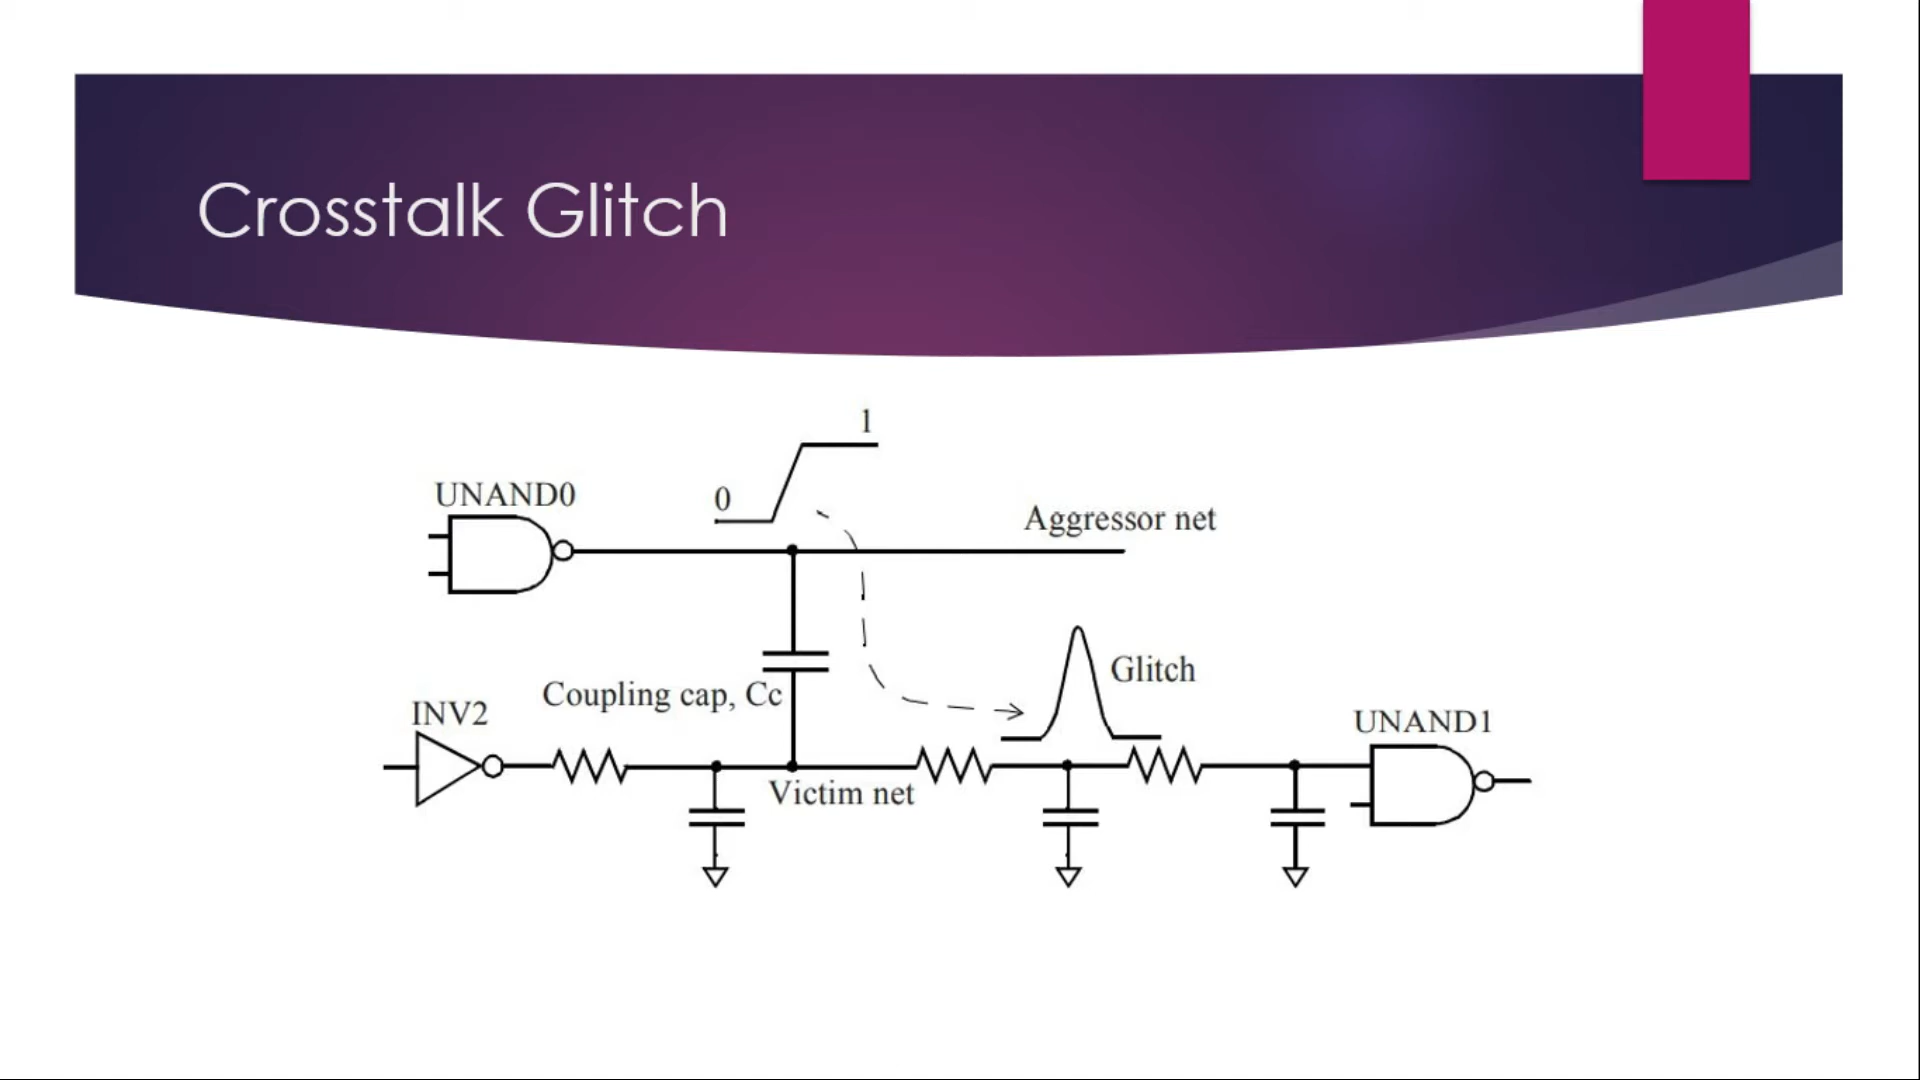 Crosstalk Glitch
1
0
UNAND0
Aggressor net
Glitch
Coupling cap, Cc
INV2
UNAND1
Victim net